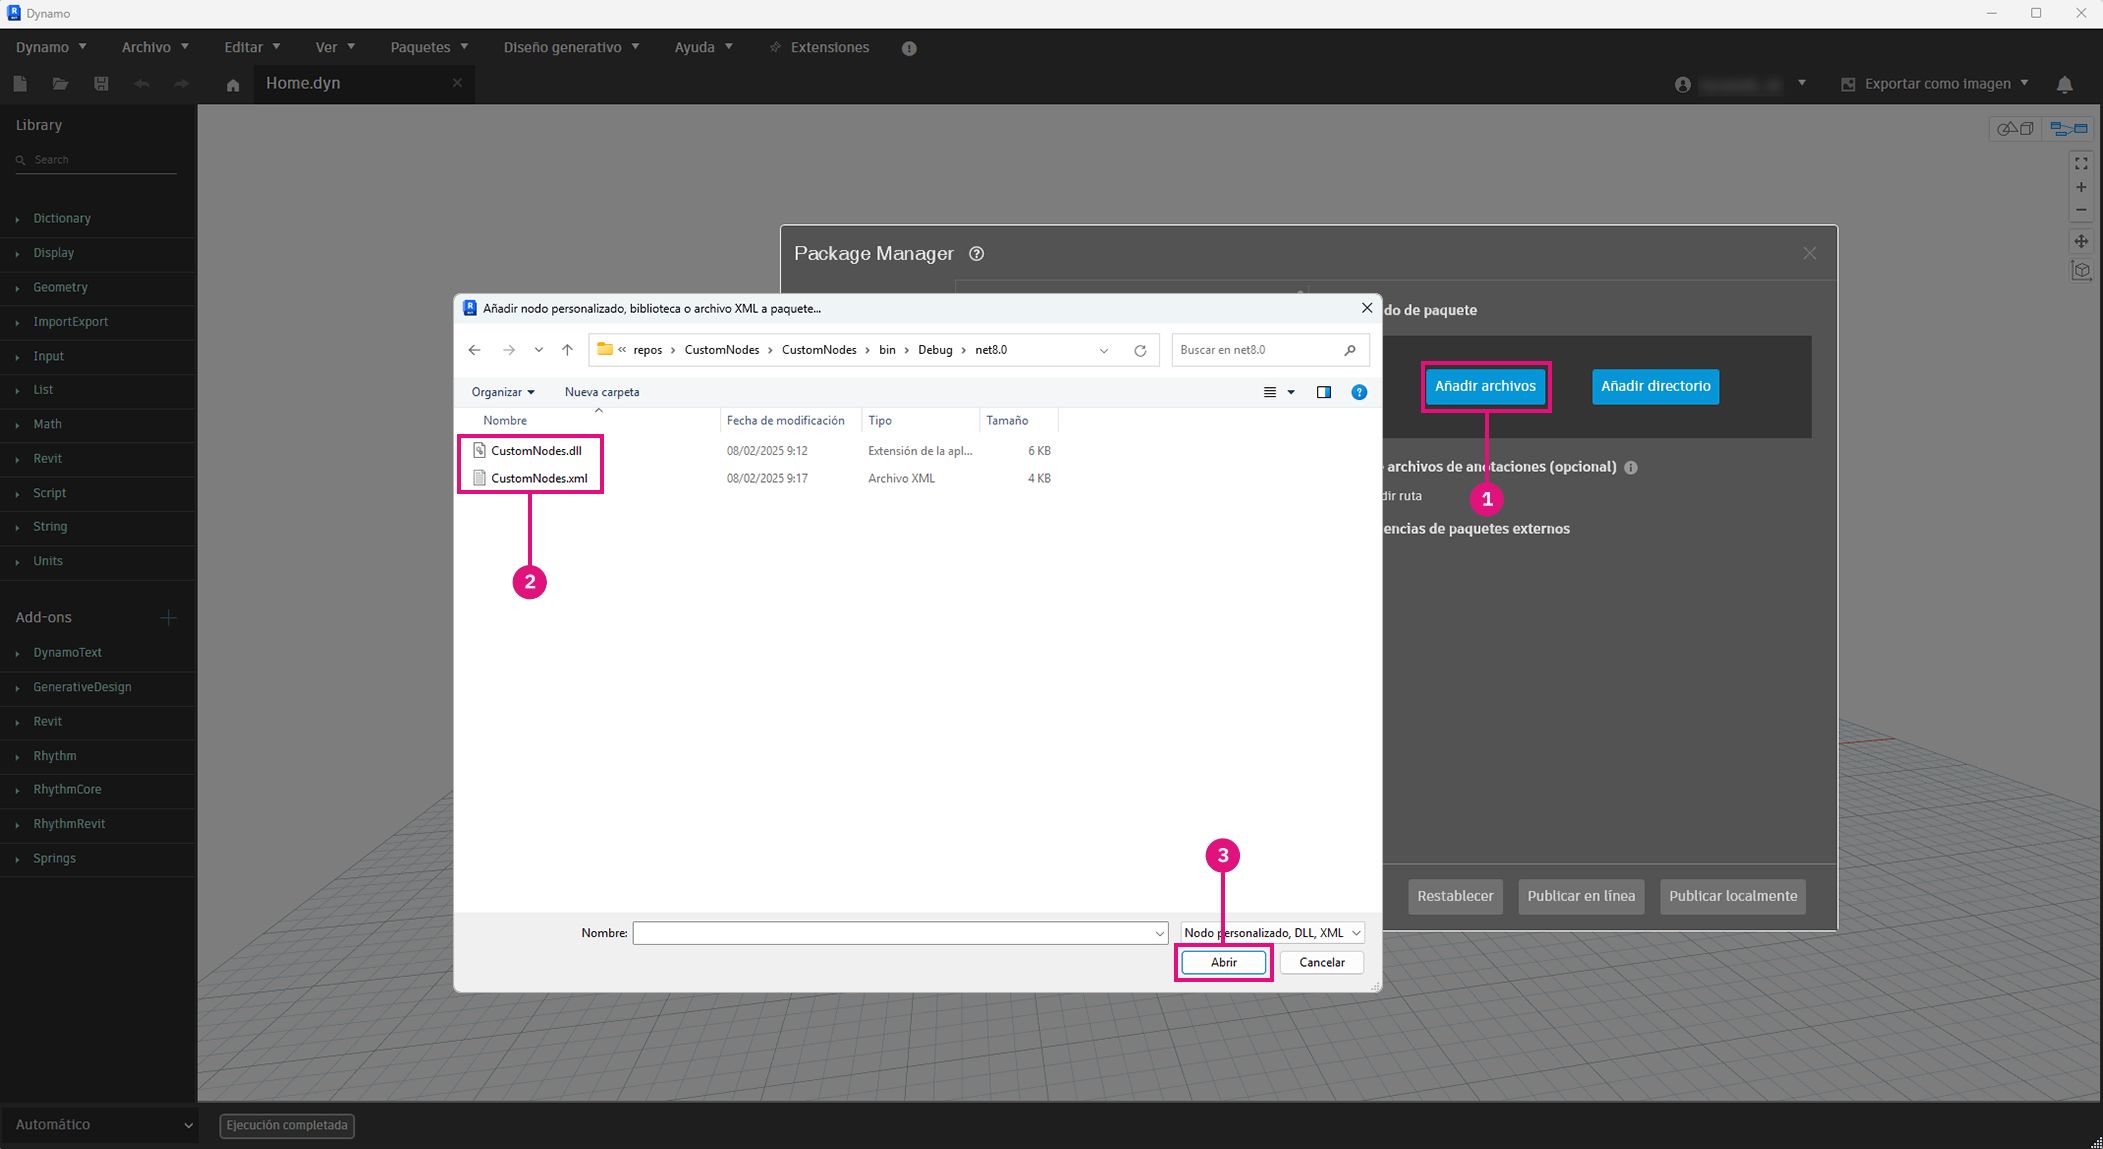 Dynamo
Dynamo Archivo Editar Ver Paquetes Diseño generativo Ayuda Extensiones
Home.dyn
Exportar como imagen
Library
Search
Dictionary
Display
Geometry
ImportExport
Input
List
Math
Revit
Script
String
Units
Add-ons
DynamoText
GenerativeDesign
Revit
Rhythm
RhythmCore
RhythmRevit
Springs
Package Manager
do de paquete
Añadir archivos Añadir directorio
1
archivos de anotaciones (opcional)
dir ruta
encias de paquetes externos
Restablecer Publicar en línea Publicar localmente
Añadir nodo personalizado, biblioteca o archivo XML a paquete...
« repos > CustomNodes > CustomNodes > bin > Debug > net8.0
Buscar en net8.0
Organizar Nueva carpeta
Nombre Fecha de modificación Tipo Tamaño
CustomNodes.dll 08/02/2025 9:12 Extensión de la apl... 6 KB
CustomNodes.xml 08/02/2025 9:17 Archivo XML 4 KB
2
3
Nombre: Nodo personalizado, DLL, XML
Abrir Cancelar
Automático Ejecución completada